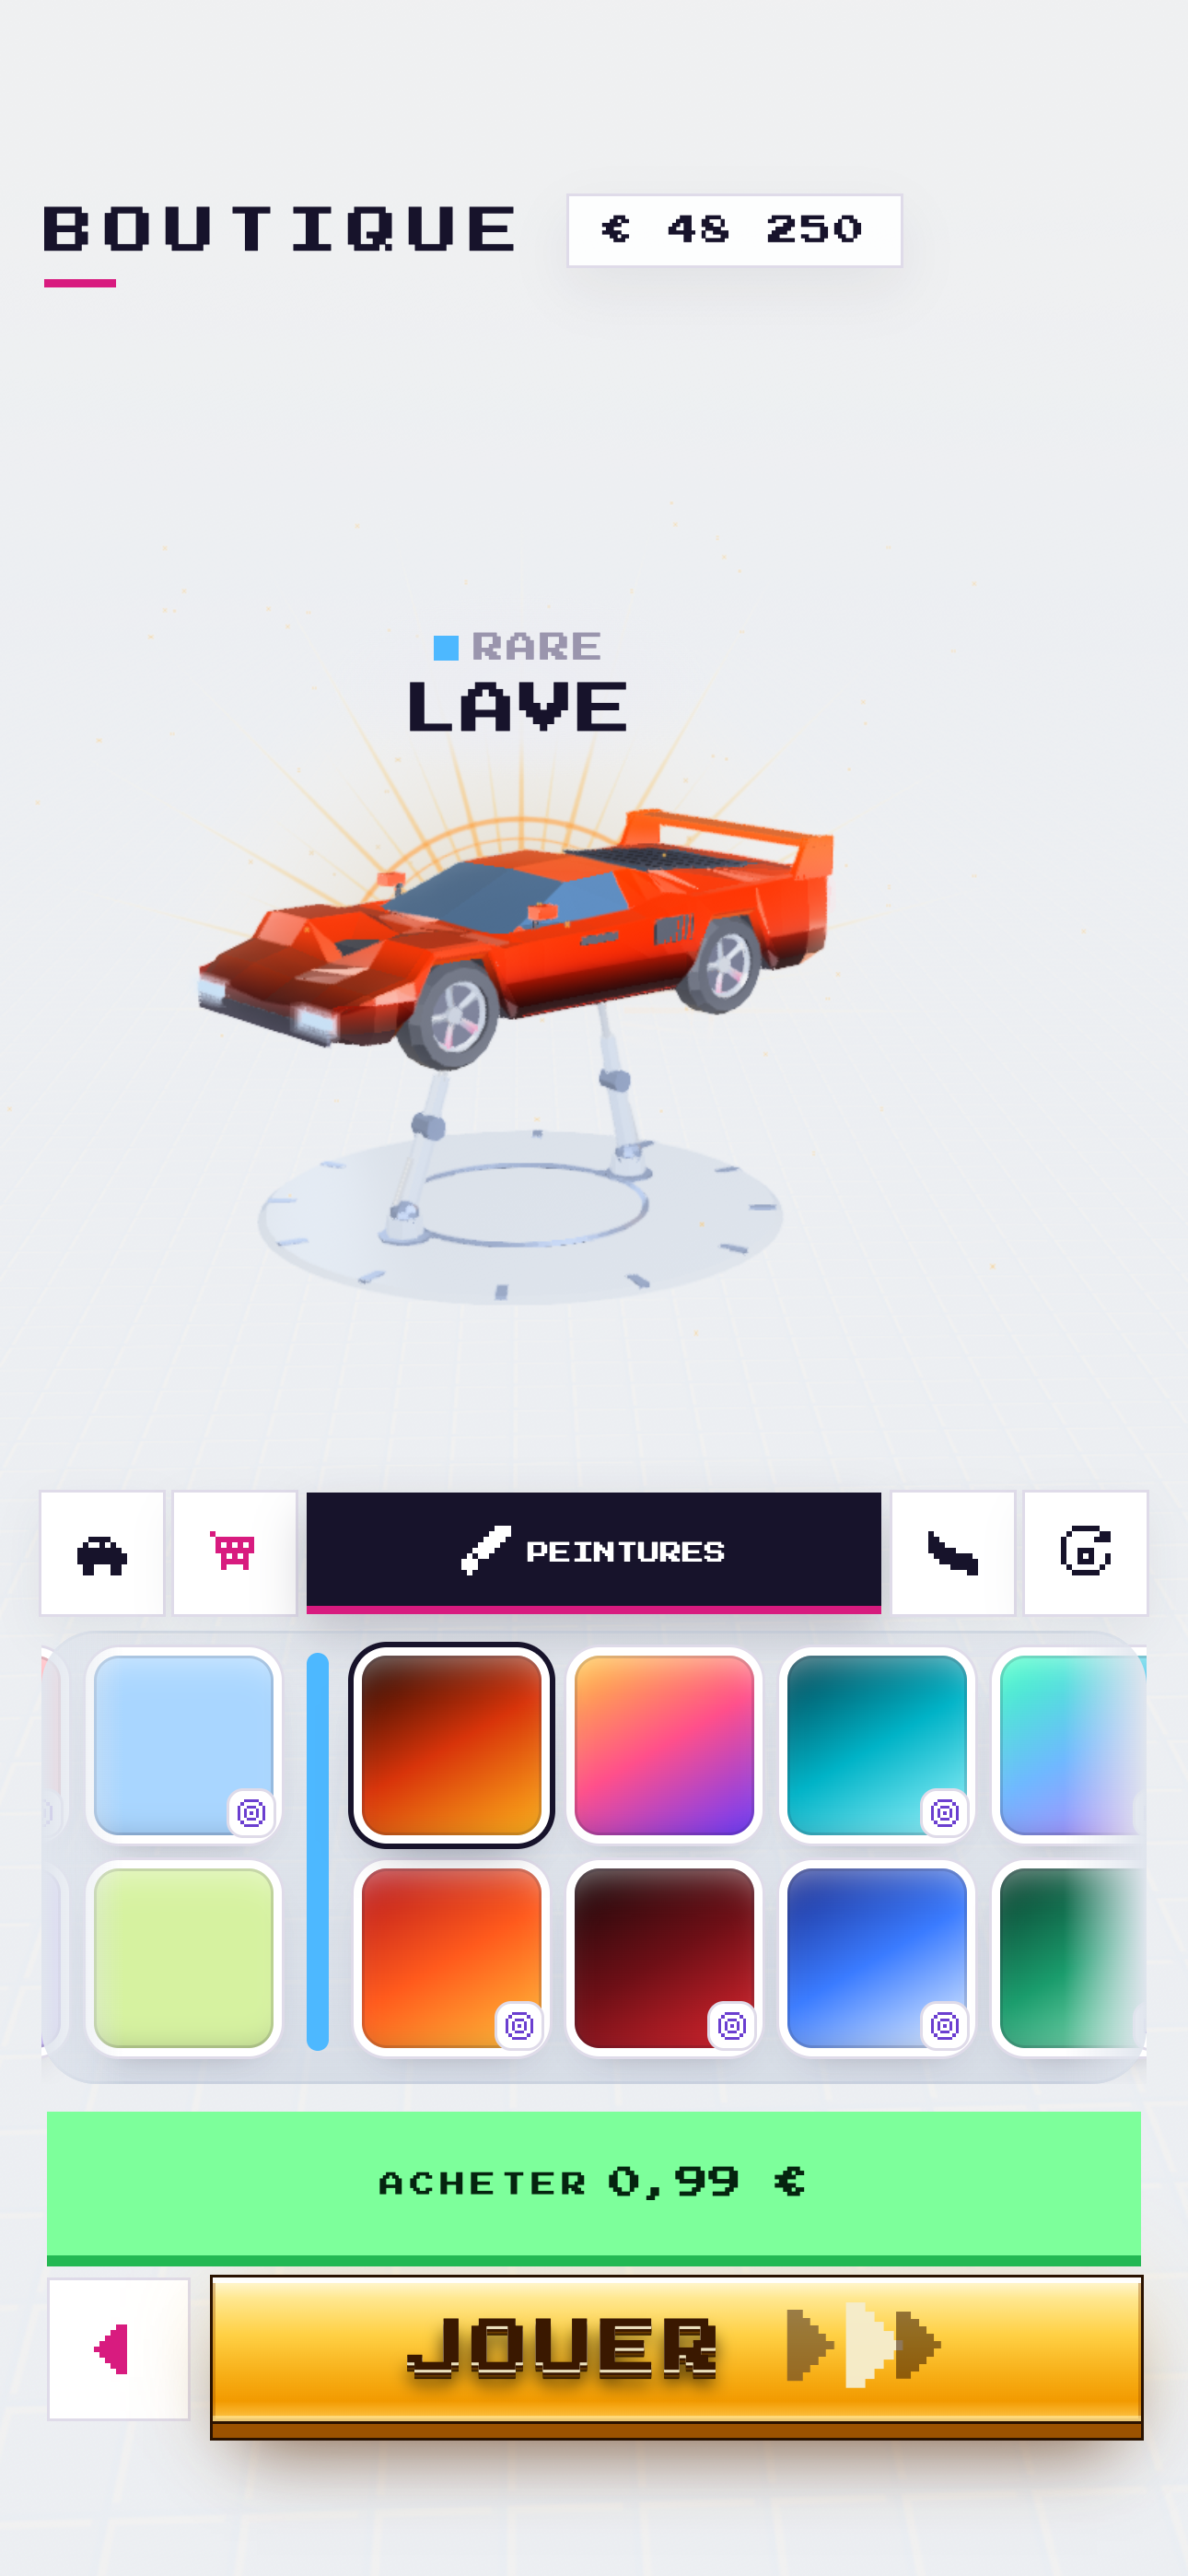 BOUTIQUE
€ 48 250
RARE
LAVE
PEINTURES
ACHETER 0,99 €
JOUER